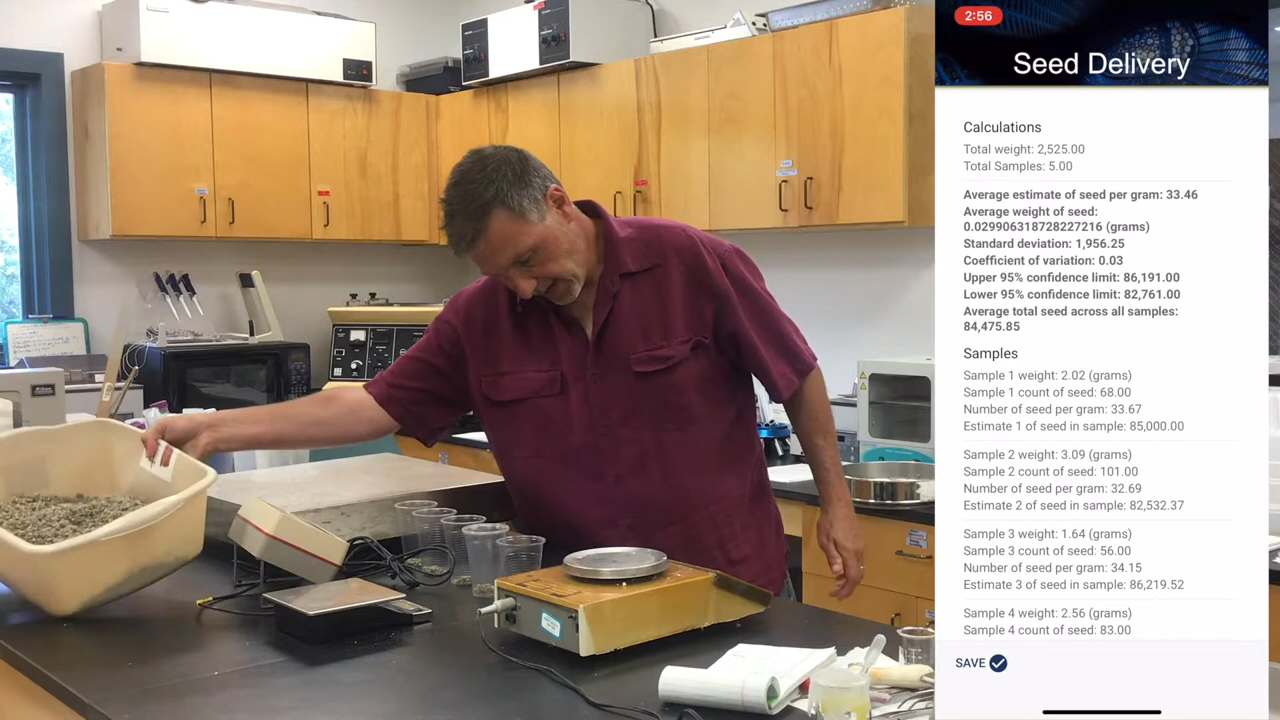 2:56
Seed Delivery
Calculations
Total weight: 2,525.00
Total Samples: 5.00
Average estimate of seed per gram: 33.46
Average weight of seed:
0.029906318728227216 (grams)
Standard deviation: 1,956.25
Coefficient of variation: 0.03
Upper 95% confidence limit: 86,191.00
Lower 95% confidence limit: 82,761.00
Average total seed across all samples:
84,475.85
Samples
Sample 1 weight: 2.02 (grams)
Sample 1 count of seed: 68.00
Number of seed per gram: 33.67
Estimate 1 of seed in sample: 85,000.00
Sample 2 weight: 3.09 (grams)
Sample 2 count of seed: 101.00
Number of seed per gram: 32.69
Estimate 2 of seed in sample: 82,532.37
Sample 3 weight: 1.64 (grams)
Sample 3 count of seed: 56.00
Number of seed per gram: 34.15
Estimate 3 of seed in sample: 86,219.52
Sample 4 weight: 2.56 (grams)
Sample 4 count of seed: 83.00
SAVE